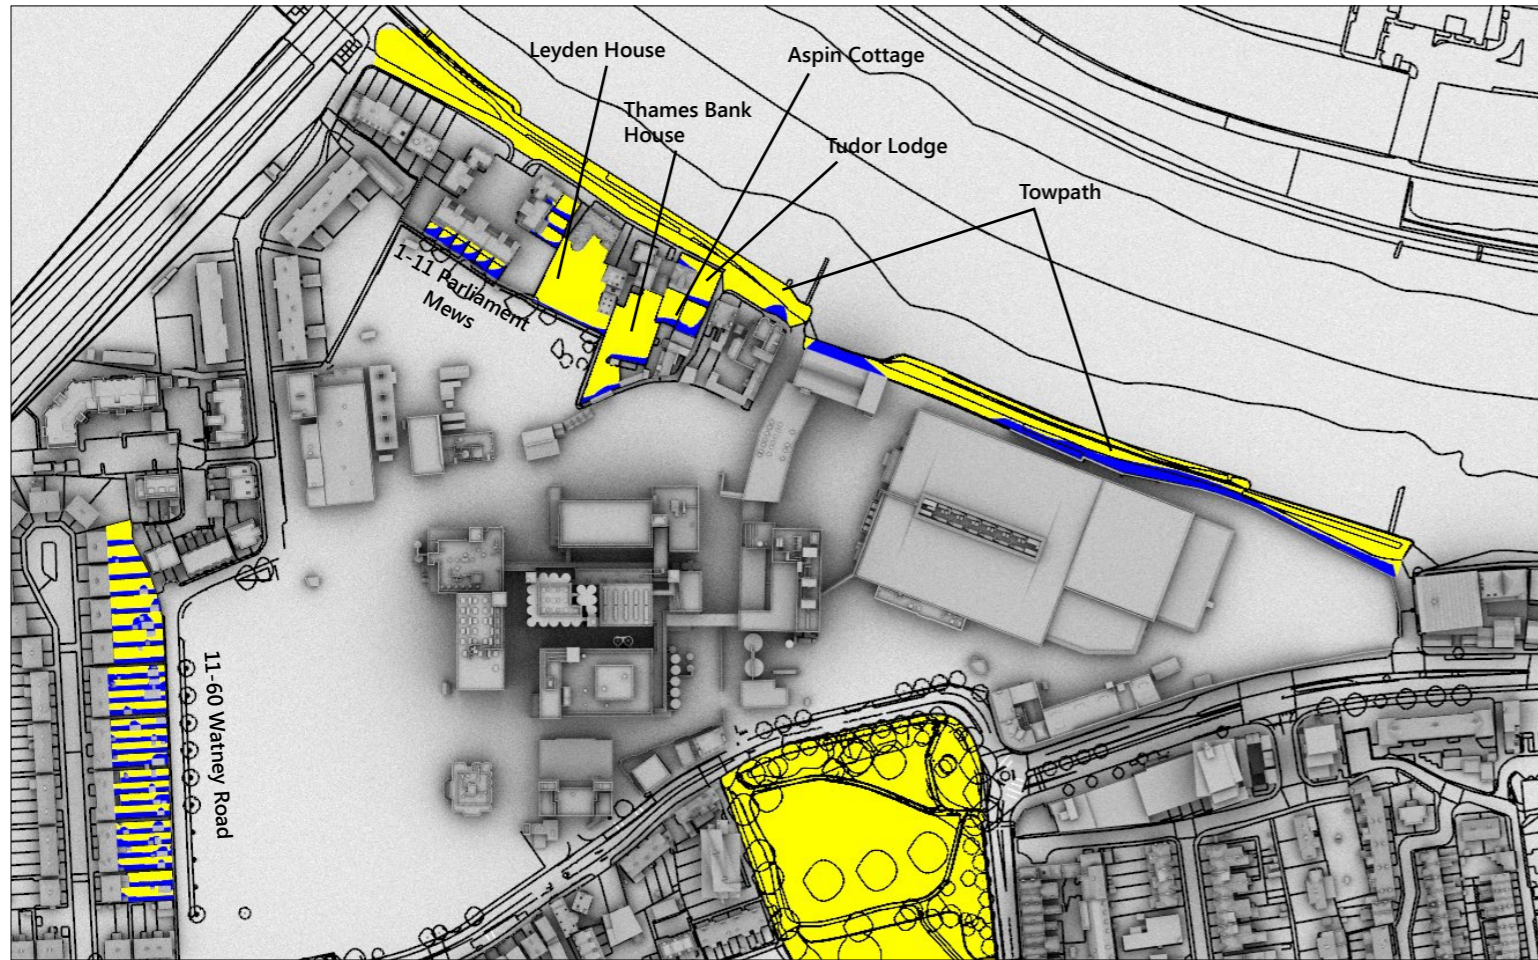 Leyden House
Aspin Cottage
Thames Bank
House
Tudor Lodge
Towpath
1-11 Parliament
Mews
11-60 Watney Road